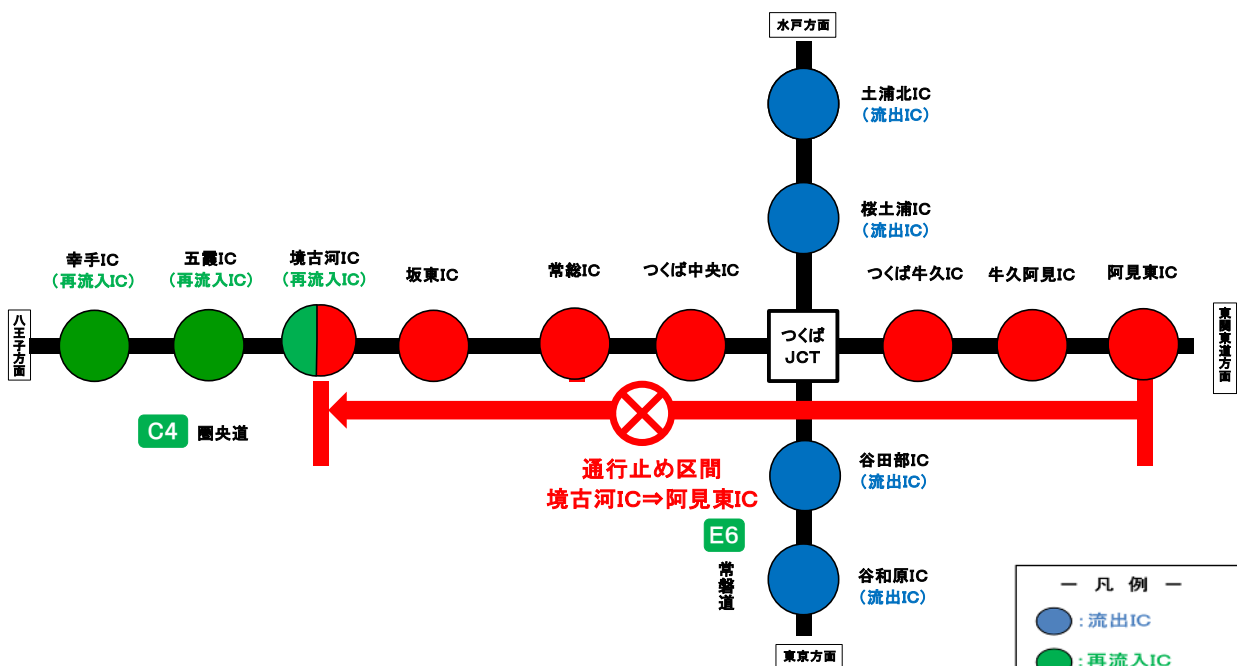 水戸方面
土浦北IC
(流出IC)
桜土浦IC
(流出IC)
幸手IC
(再流入IC)
五霞IC
(再流入IC)
境古河IC
(再流入IC)
坂東IC
常総IC
つくば中央IC
つくば牛久IC
牛久阿見IC
阿見東IC
八王子方面
つくば
JCT
東関東道方面
C4 圏央道
通行止め区間
境古河IC⇒阿見東IC
谷田部IC
(流出IC)
E6
常磐道
谷和原IC
(流出IC)
東京方面
― 凡 例 ―
:流出IC
:再流入IC